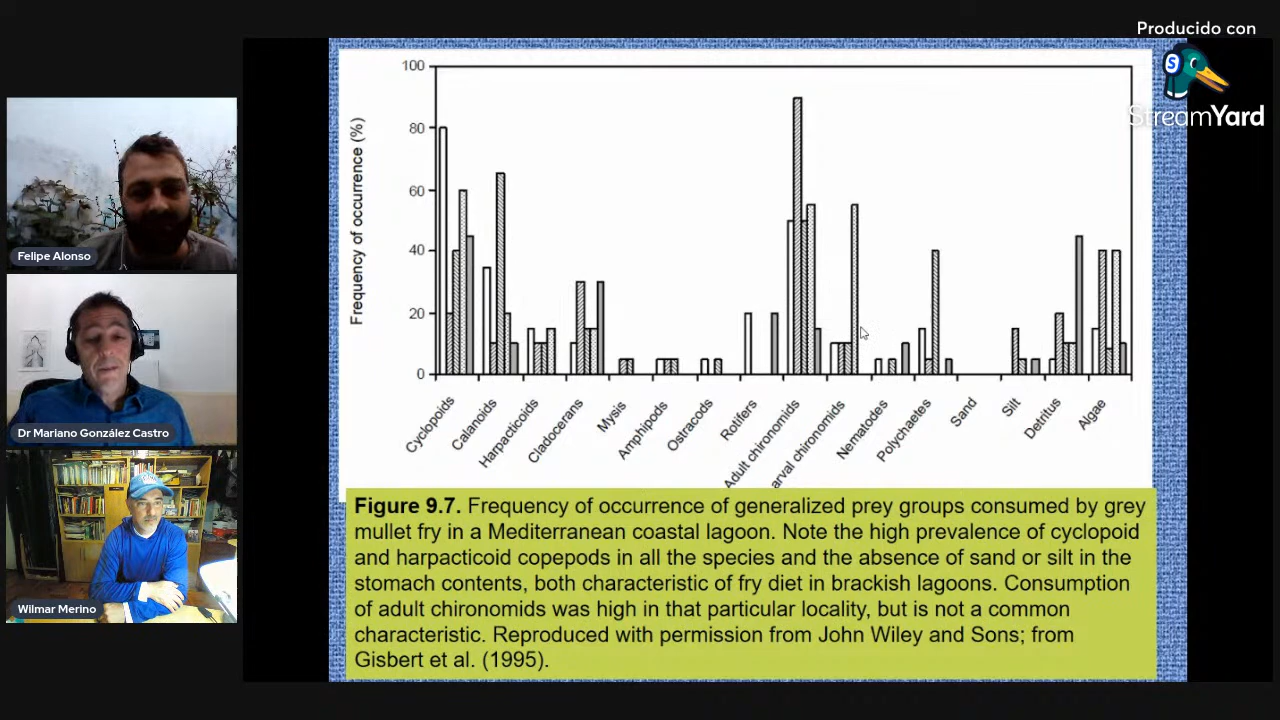 Producido con
StreamYard
Felipe Alonso
Dr Mariano González Castro
Wilmar Merino
Frequency of occurrence (%)
100
80
60
40
20
0
Cyclopoids
Calanoids
Harpacticoids
Cladocerans
Mysis
Amphipods
Ostracods
Rotifers
Adult chironomids
arval chironomids
Nematodes
Polychaetes
Sand
Silt
Detritus
Algae
Figure 9.7. Frequency of occurrence of generalized prey groups consumed by grey
mullet fry in a Mediterranean coastal lagoon. Note the high prevalence of cyclopoid
and harpacticoid copepods in all the species and the absence of sand or silt in the
stomach contents, both characteristic of fry diet in brackish lagoons. Consumption
of adult chironomids was high in that particular locality, but is not a common
characteristic. Reproduced with permission from John Wiley and Sons; from
Gisbert et al. (1995).